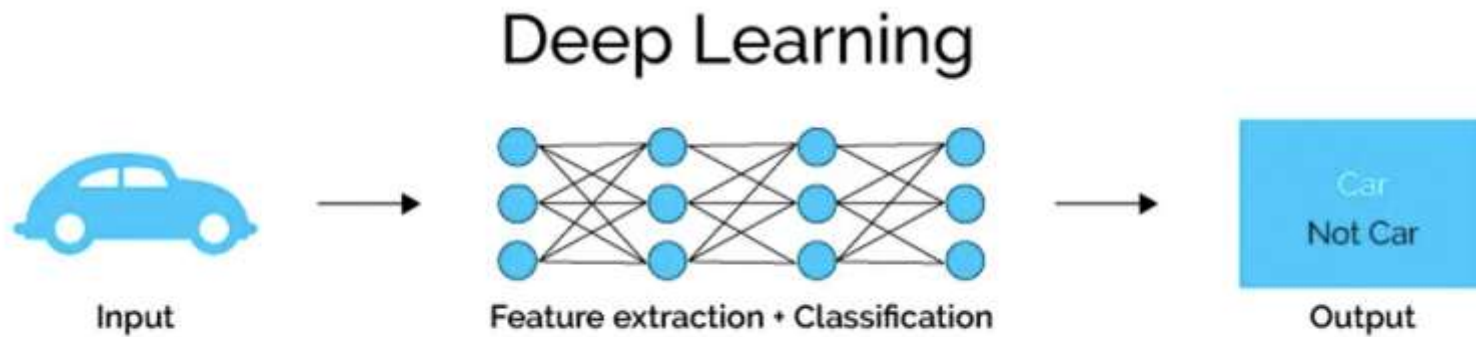 Deep Learning
Car
Not Car
Input
Feature extraction + Classification
Output